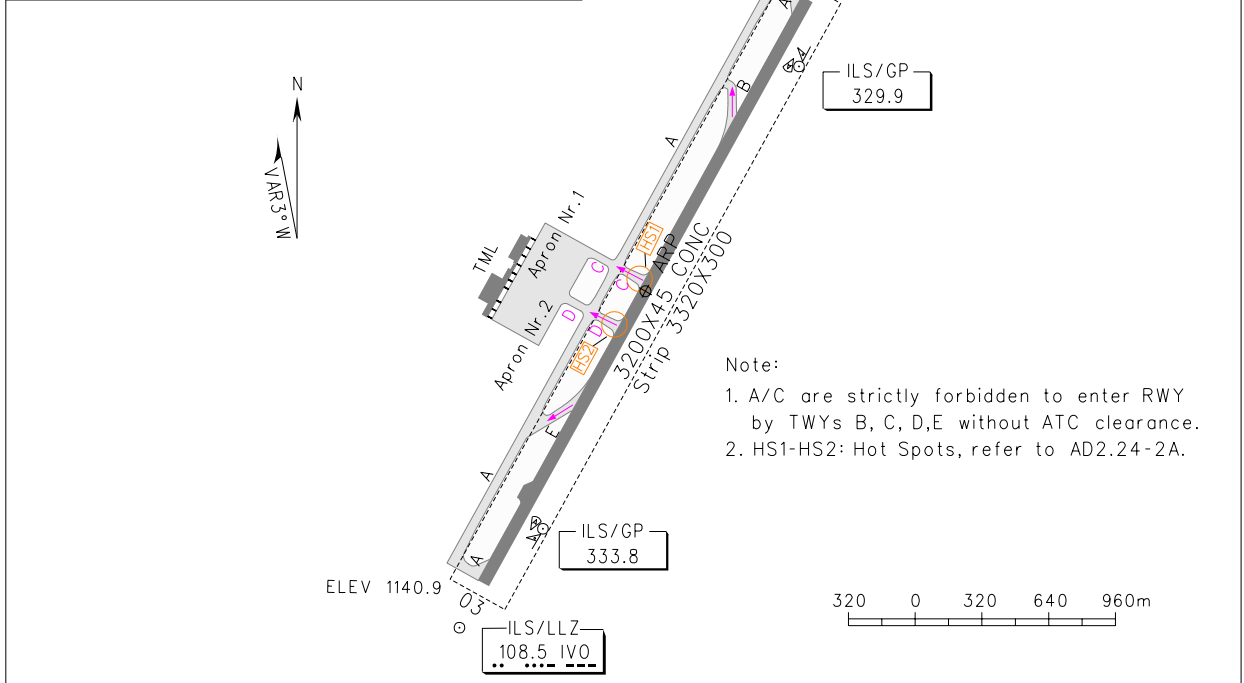 A
ILS/GP
329.9
N
B
A
VAR3°W
Apron Nr.1
HS1
TML
ARP
C
C
3200X45 CONC
Strip 3320X300
D
D
Apron Nr.2
HS2
Note:
1. A/C are strictly forbidden to enter RWY
by TWYs B, C, D,E without ATC clearance.
2. HS1-HS2: Hot Spots, refer to AD2.24-2A.
E
A
ILS/GP
333.8
A
ELEV 1140.9
03
320 0 320 640 960m
ILS/LLZ
108.5 IVO